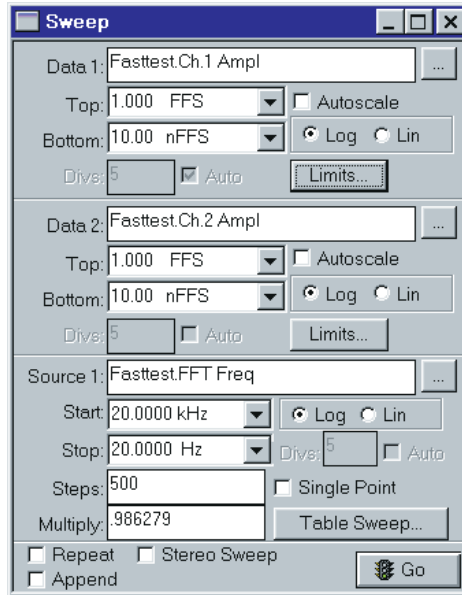 Sweep
Data 1: Fasttest.Ch.1 Ampl ...
Top: 1.000 FFS Autoscale
Bottom: 10.00 nFFS Log Lin
Divs: 5 Auto Limits...
Data 2: Fasttest.Ch.2 Ampl ...
Top: 1.000 FFS Autoscale
Bottom: 10.00 nFFS Log Lin
Divs: 5 Auto Limits...
Source 1: Fasttest.FFT Freq ...
Start: 20.0000 kHz Log Lin
Stop: 20.0000 Hz Divs: 5 Auto
Steps: 500 Single Point
Multiply: .986279 Table Sweep...
Repeat Stereo Sweep
Append Go